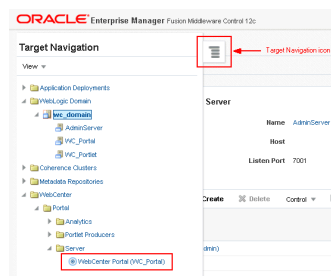 ORACLE Enterprise Manager Fusion Middleware Control 12c
Target Navigation
View
Target Navigation icon
Application Deployments
WebLogic Domain
wc_domain
AdminServer
WC_Portal
WC_Portlet
Coherence Clusters
Metadata Repositories
WebCenter
Portal
Analytics
Portlet Producers
Server
WebCenter Portal (WC_Portal)
Server
Name AdminServer
Host
Listen Port 7001
Create Delete Control
dmin)